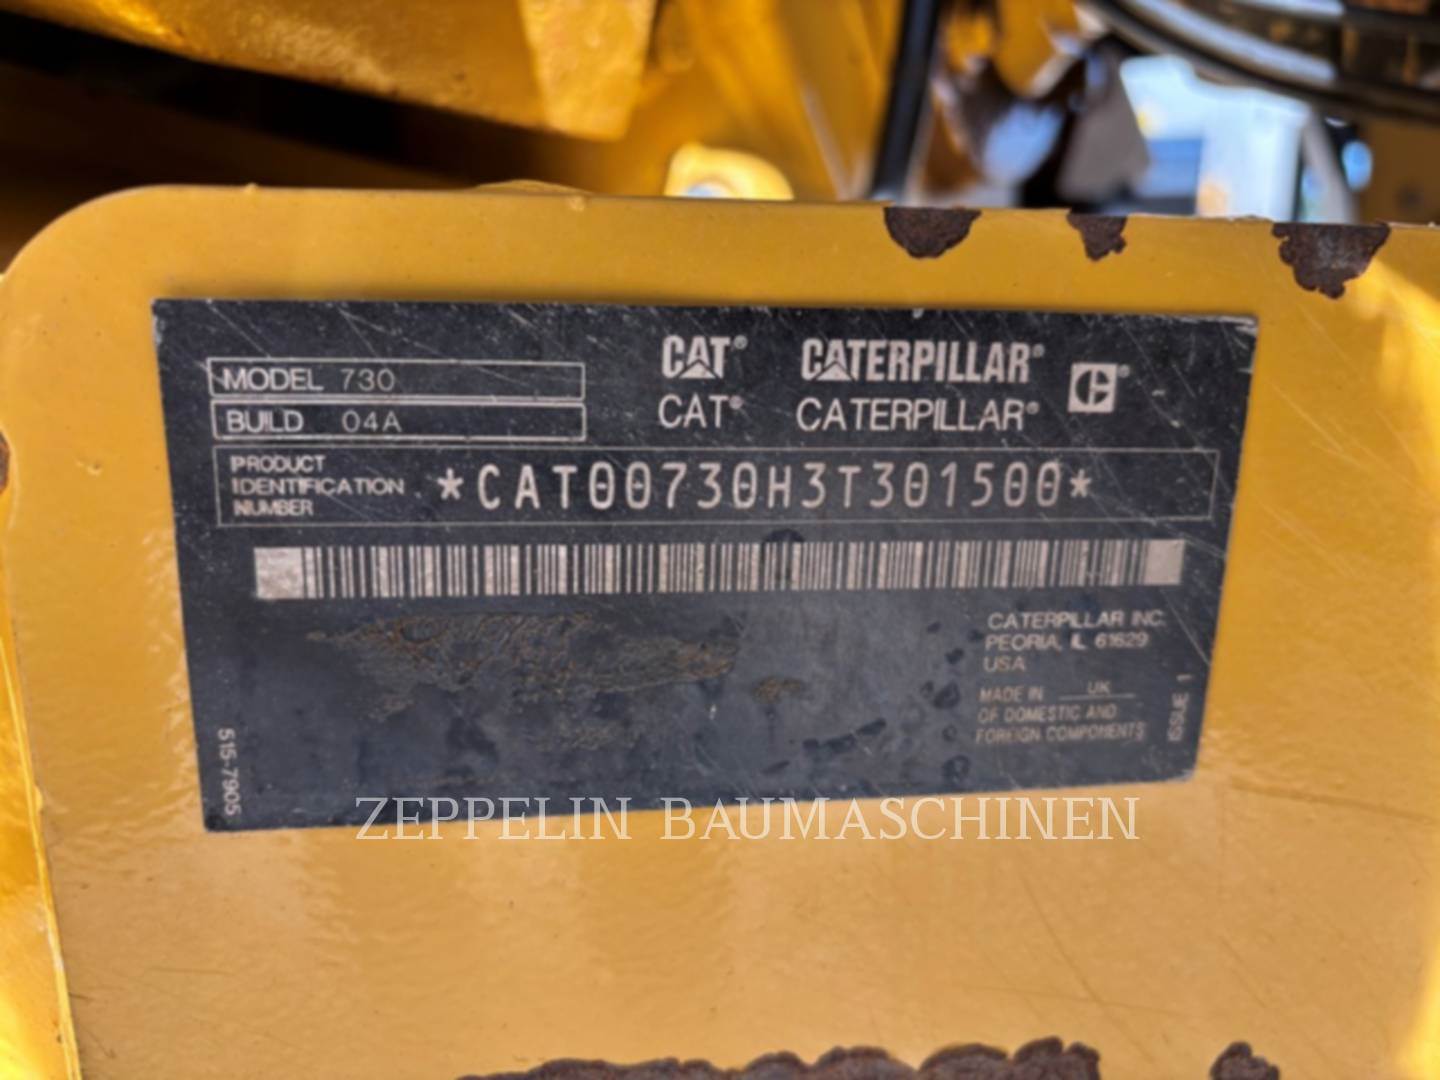 MODEL 730
BUILD 04A
CAT® CATERPILLAR®
CAT® CATERPILLAR®
PRODUCT
IDENTIFICATION
NUMBER
*CAT00730H3T301500*
CATERPILLAR INC.
PEORIA, IL 61629
USA
MADE IN UK
OF DOMESTIC AND
FOREIGN COMPONENTS
ISSUE 1
515-7905
ZEPPELIN BAUMASCHINEN